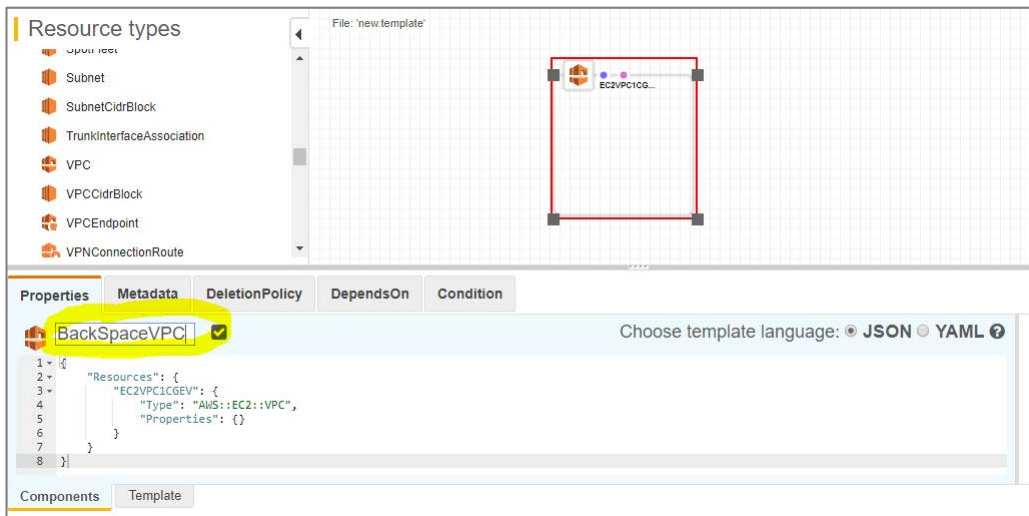 Resource types
File: 'new.template'
SpotFleet
Subnet
SubnetCidrBlock
TrunkInterfaceAssociation
VPC
VPCCidrBlock
VPCEndpoint
VPNConnectionRoute
EC2VPC1CG...
Properties Metadata DeletionPolicy DependsOn Condition
BackSpaceVPC
Choose template language: JSON YAML
1 {
2 "Resources": {
3 "EC2VPC1CGEV": {
4 "Type": "AWS::EC2::VPC",
5 "Properties": {}
6 }
7 }
8 }
Components Template